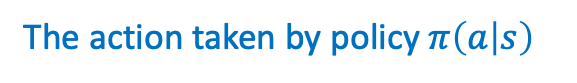 The action taken by policy π(a|s)